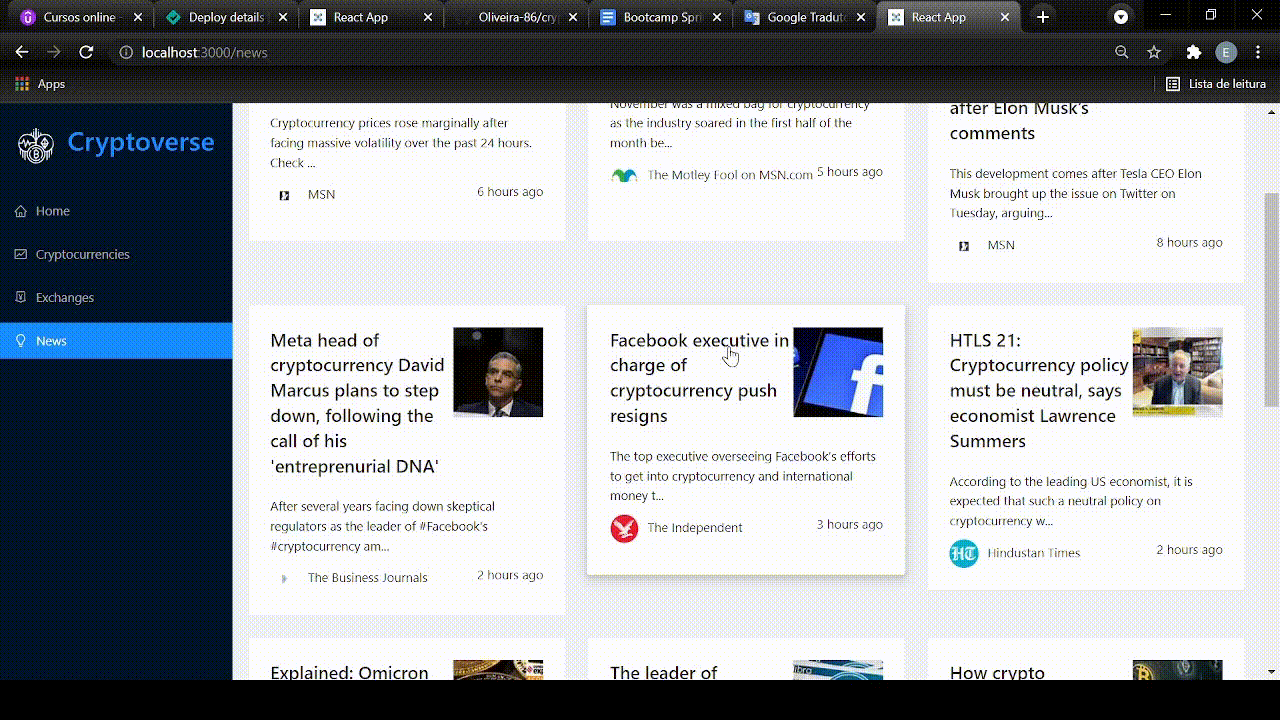 Cursos online -
Deploy details
React App
Oliveira-86/cry
Bootcamp Spri
Google Tradut
React App
localhost:3000/news
E
Apps
Lista de leitura
Cryptoverse
Home
Cryptocurrencies
Exchanges
News
Cryptocurrency prices rose marginally after
facing massive volatility over the past 24 hours.
Check ...
MSN
6 hours ago
November was a mixed bag for cryptocurrency
as the industry soared in the first half of the
month be...
The Motley Fool on MSN.com
5 hours ago
after Elon Musk's
comments
This development comes after Tesla CEO Elon
Musk brought up the issue on Twitter on
Tuesday, arguing...
MSN
8 hours ago
Meta head of
cryptocurrency David
Marcus plans to step
down, following the
call of his
'entreprenurial DNA'
After several years facing down skeptical
regulators as the leader of #Facebook's
#cryptocurrency am...
The Business Journals
2 hours ago
Facebook executive in
charge of
cryptocurrency push
resigns
The top executive overseeing Facebook's efforts
to get into cryptocurrency and international
money t...
The Independent
3 hours ago
HTLS 21:
Cryptocurrency policy
must be neutral, says
economist Lawrence
Summers
According to the leading US economist, it is
expected that such a neutral policy on
cryptocurrency w...
HT
Hindustan Times
2 hours ago
Explained: Omicron
The leader of
How crypto